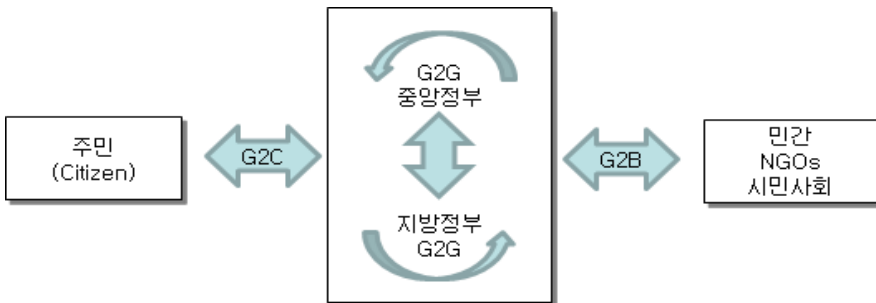 주민
(Citizen)
G2C
G2G
중앙정부
지방정부
G2G
G2B
민간
NGOs
시민사회